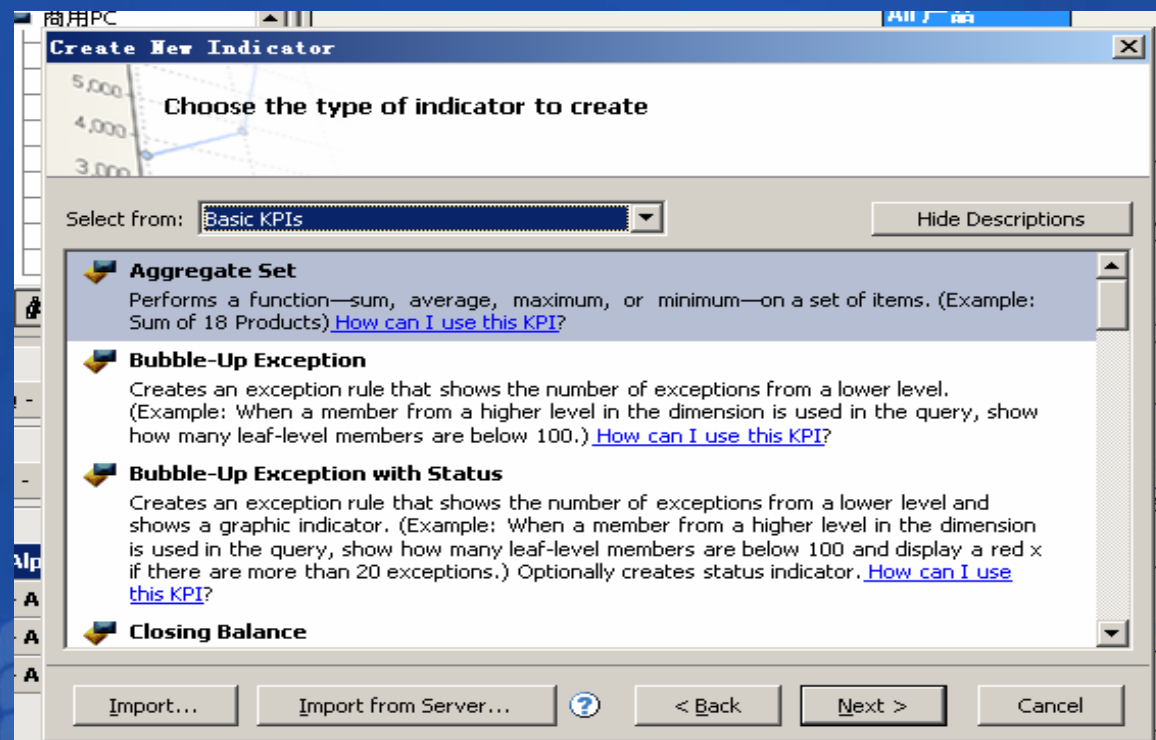 商用PC
All 产品
Create New Indicator
5,000
4,000
3,000
Choose the type of indicator to create
Select from:
Basic KPIs
Hide Descriptions
Aggregate Set
Performs a function—sum, average, maximum, or minimum—on a set of items. (Example:
Sum of 18 Products) How can I use this KPI?
Bubble-Up Exception
Creates an exception rule that shows the number of exceptions from a lower level.
(Example: When a member from a higher level in the dimension is used in the query, show
how many leaf-level members are below 100.) How can I use this KPI?
Bubble-Up Exception with Status
Creates an exception rule that shows the number of exceptions from a lower level and
shows a graphic indicator. (Example: When a member from a higher level in the dimension
is used in the query, show how many leaf-level members are below 100 and display a red x
if there are more than 20 exceptions.) Optionally creates status indicator. How can I use
this KPI?
Closing Balance
Alp
A
A
A
Import...
Import from Server...
?
< Back
Next >
Cancel